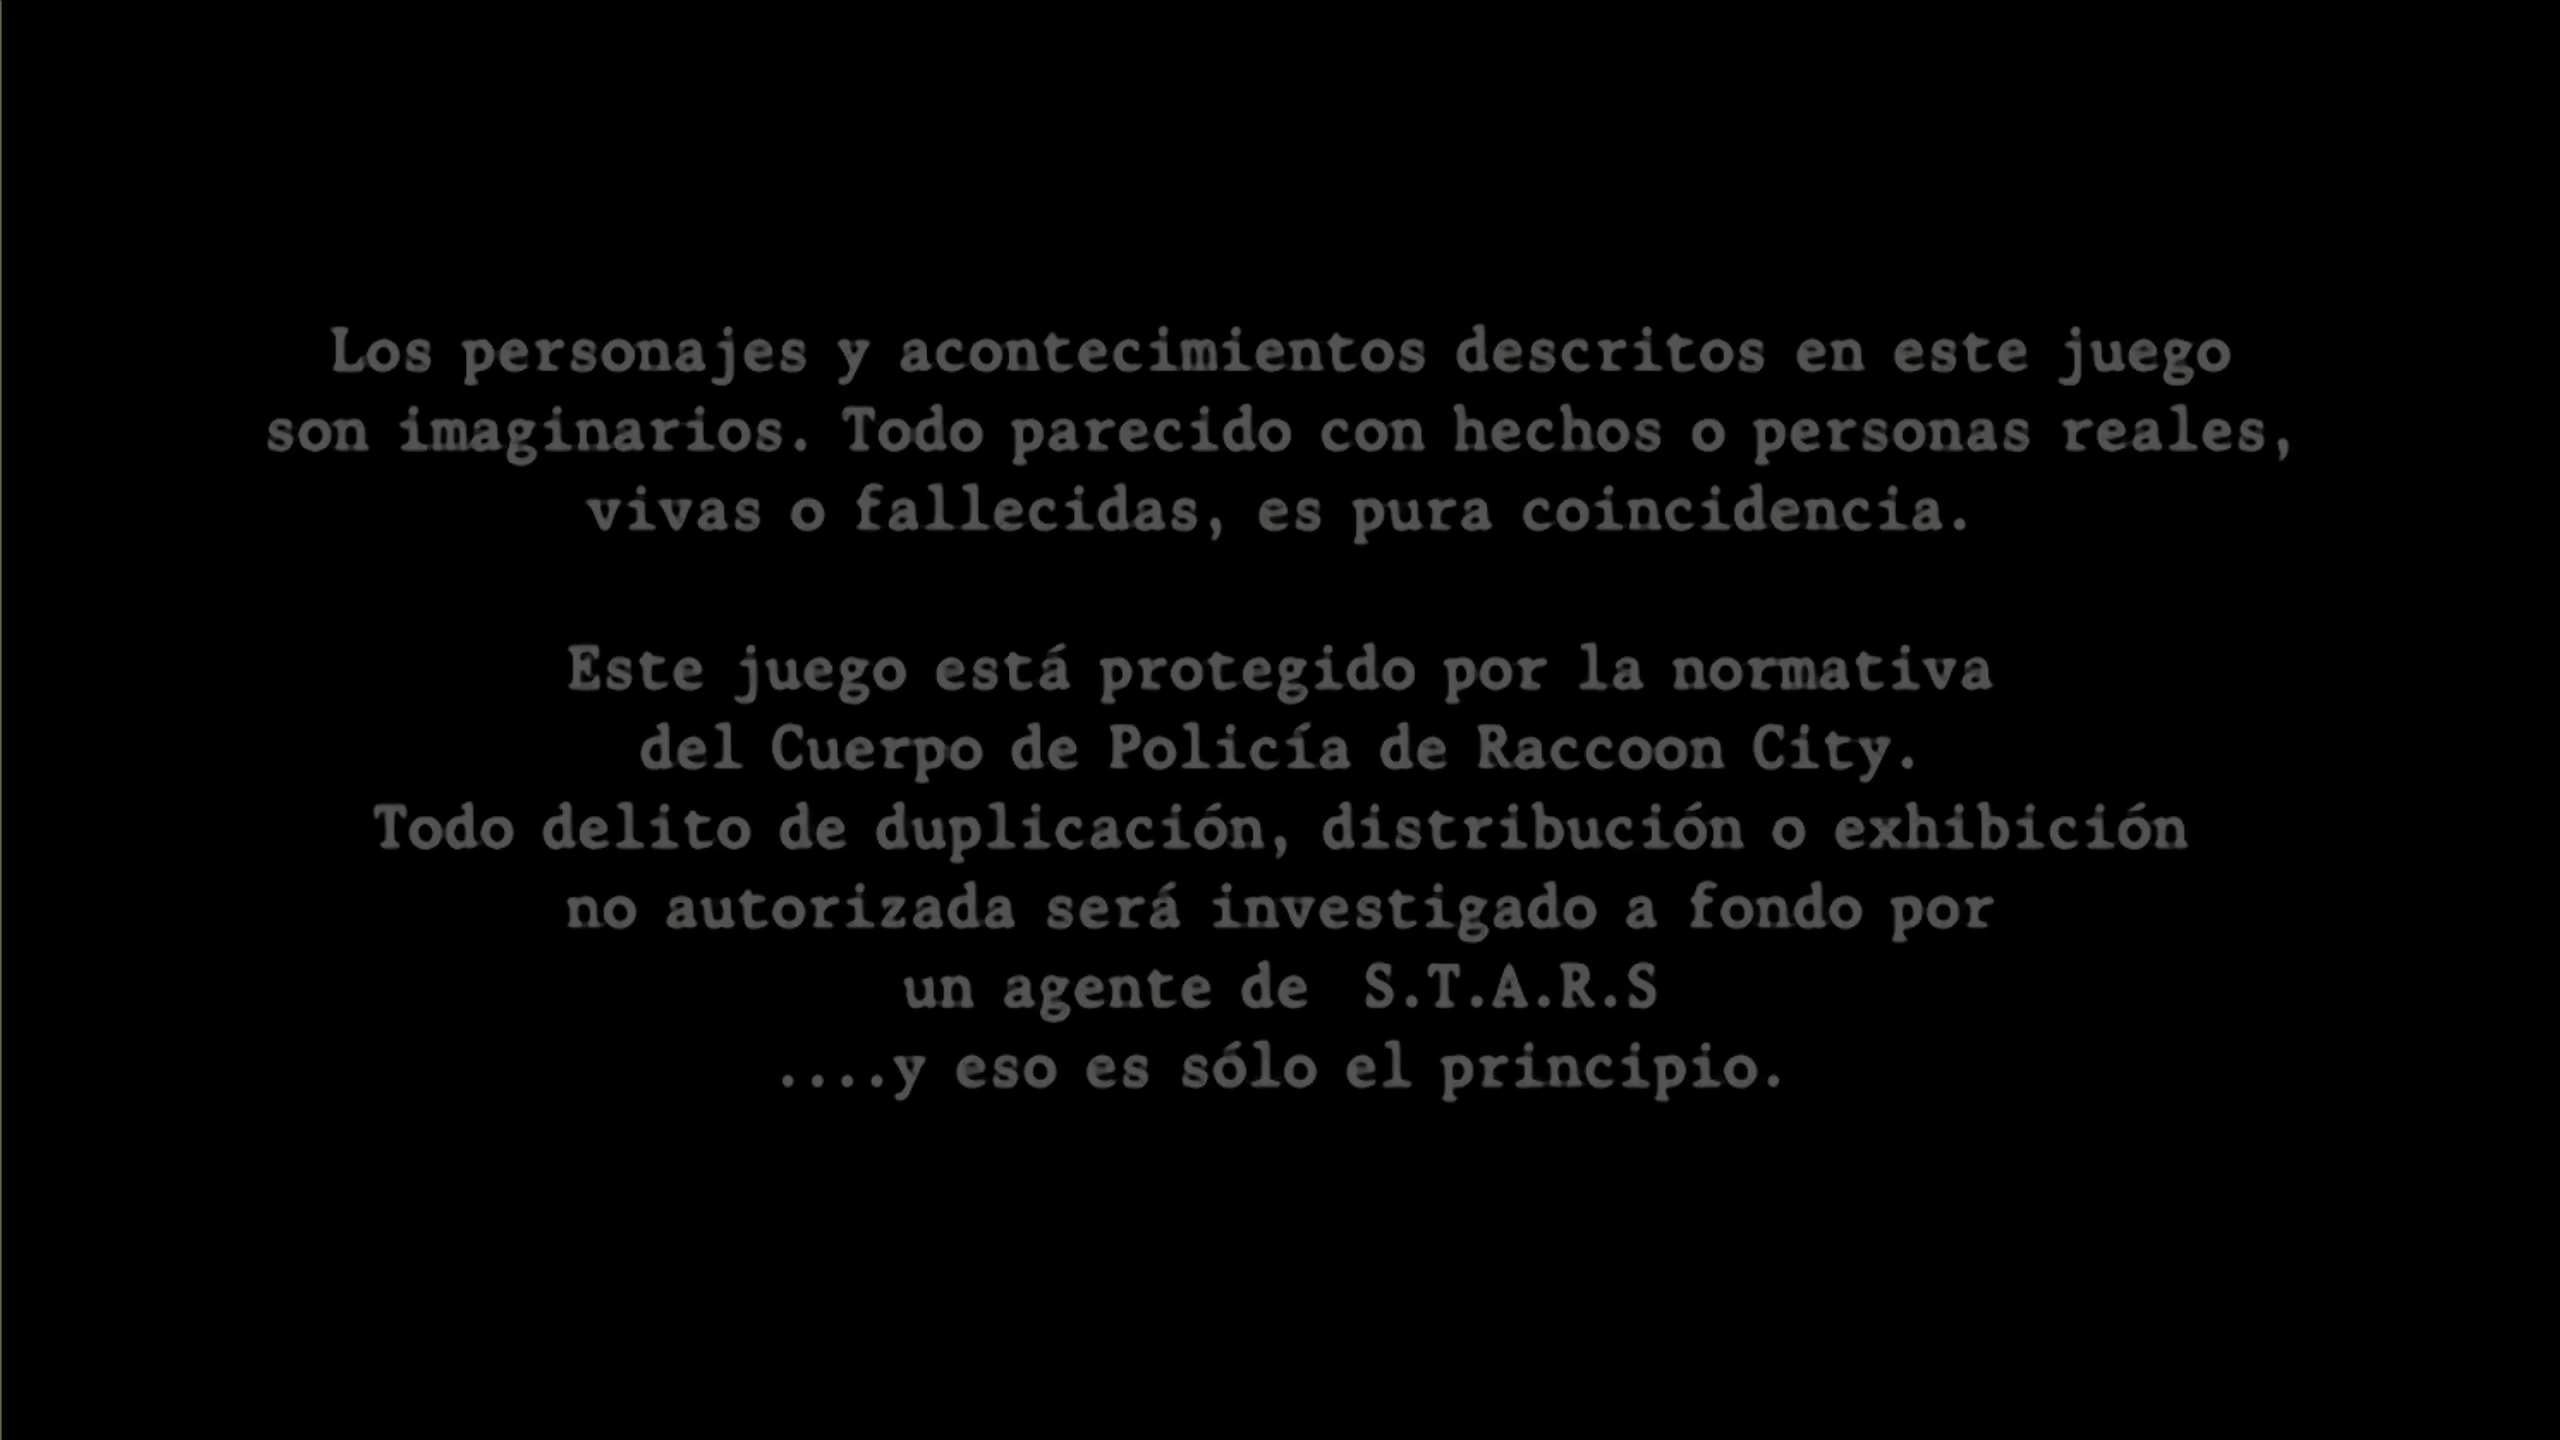 Los personajes y acontecimientos descritos en este juego
son imaginarios. Todo parecido con hechos o personas reales,
vivas o fallecidas, es pura coincidencia.
Este juego está protegido por la normativa
del Cuerpo de Policía de Raccoon City.
Todo delito de duplicación, distribución o exhibición
no autorizada será investigado a fondo por
un agente de  S.T.A.R.S
....y eso es sólo el principio.